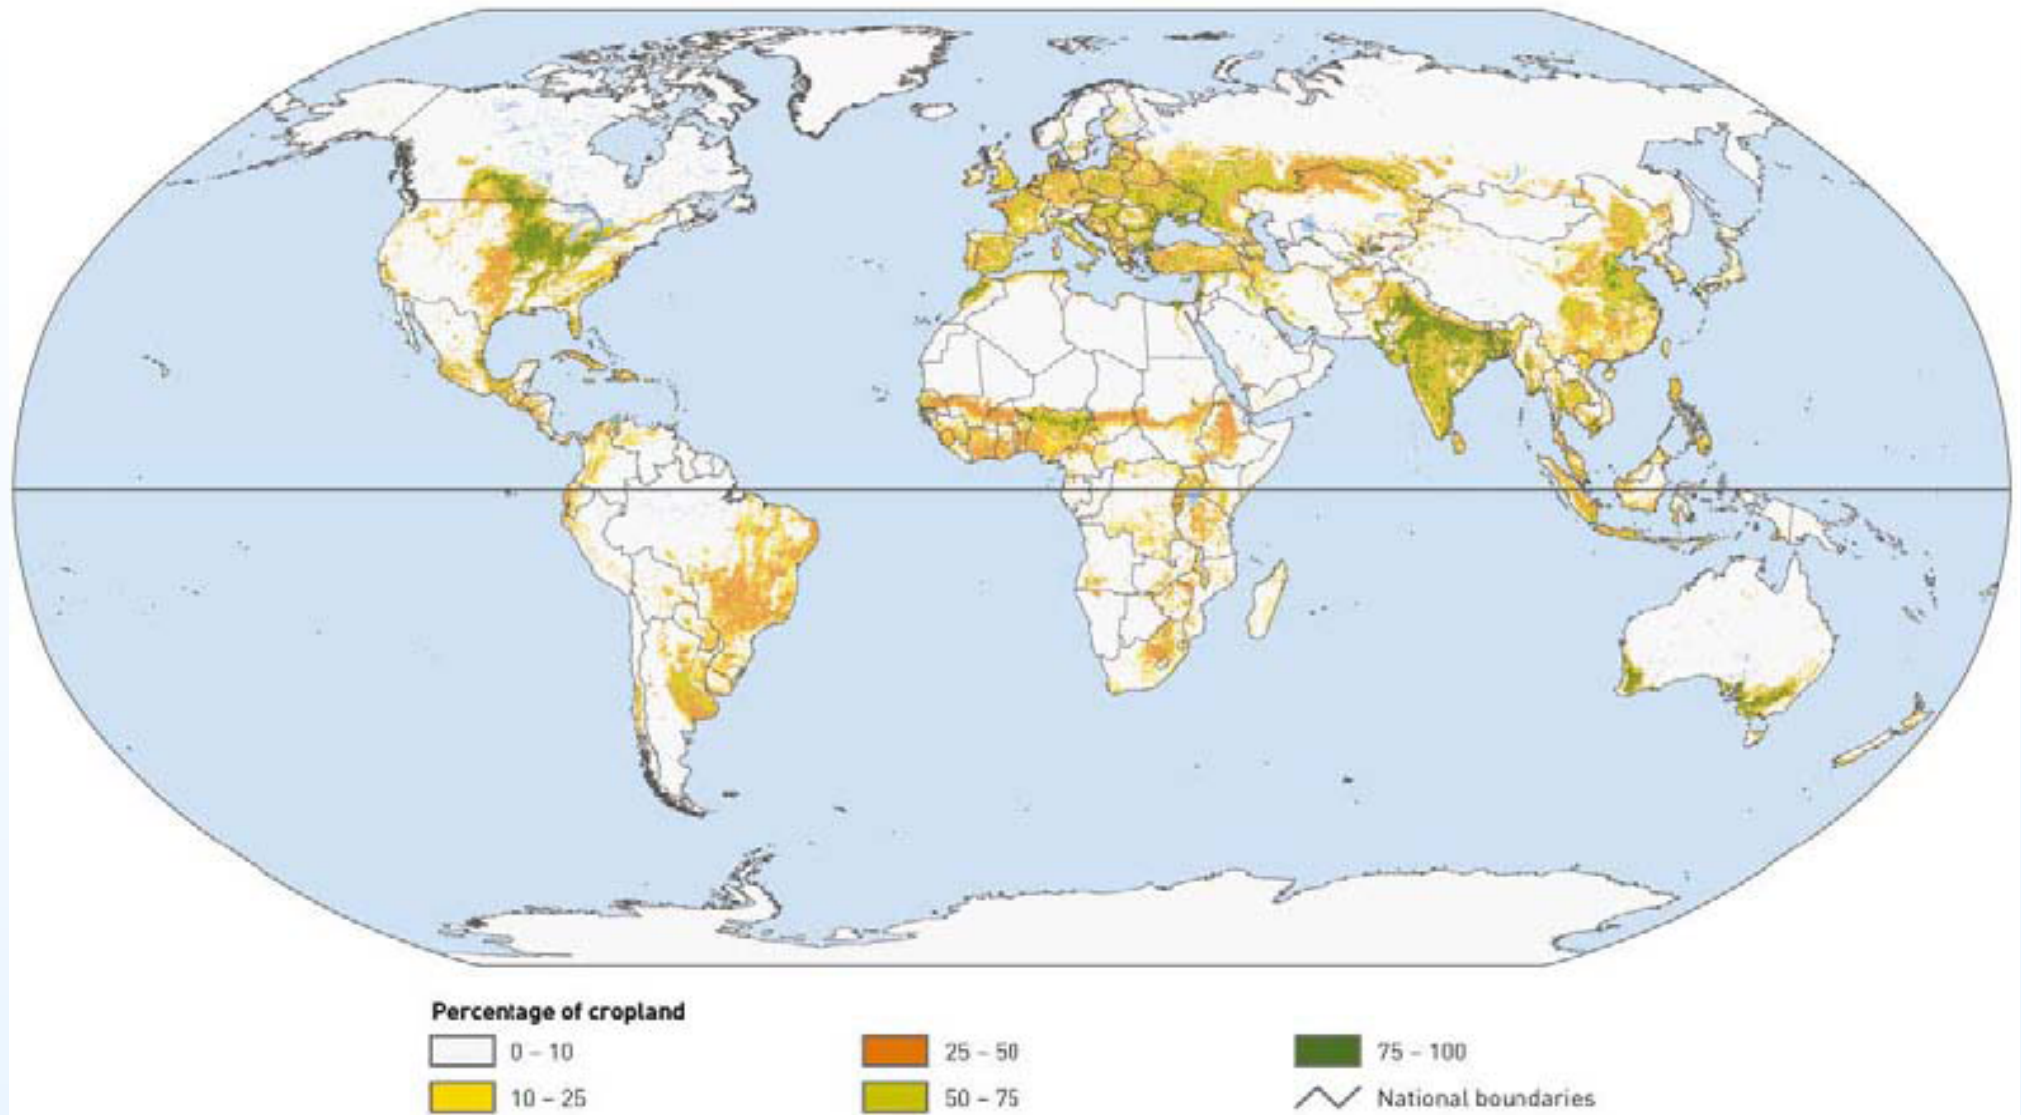 Percentage of cropland
0 – 10
10 – 25
25 – 50
50 – 75
75 – 100
National boundaries